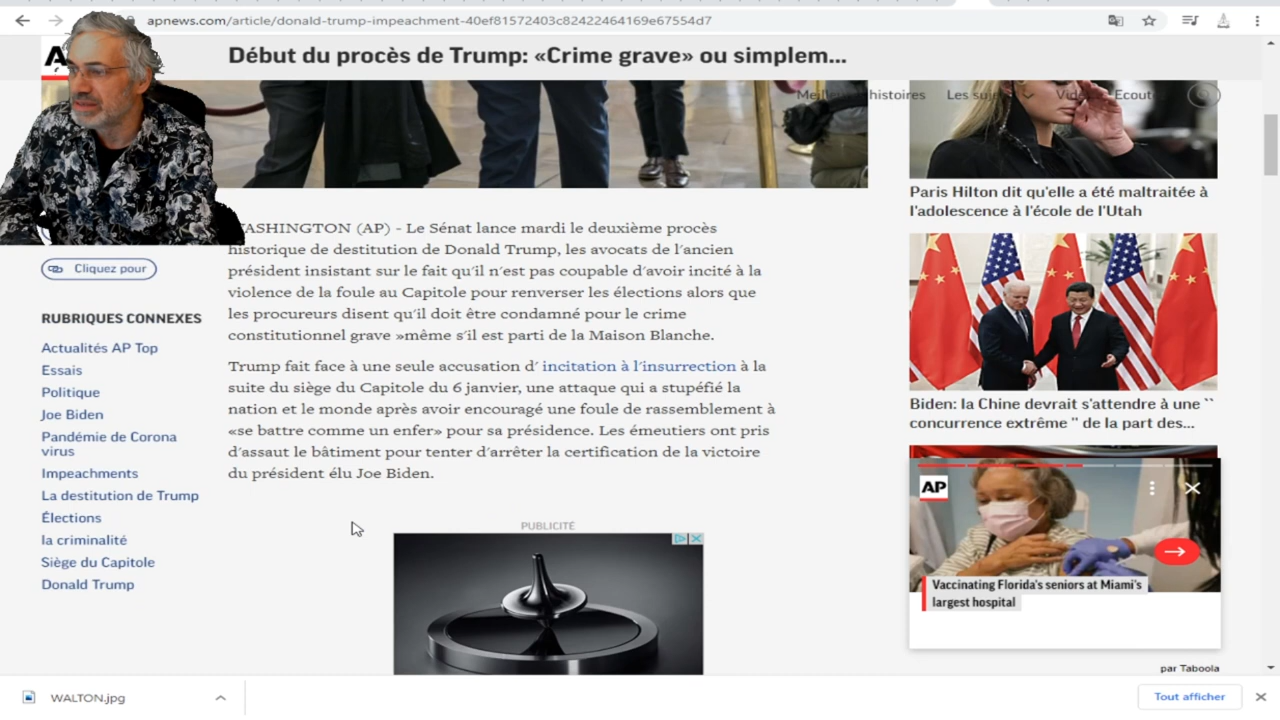 apnews.com/article/donald-trump-impeachment-40ef81572403c82422464169e67554d7
AP
Début du procès de Trump: «Crime grave» ou simplem...
Meilleu histoires Les suje Vidé Ecoute
WASHINGTON (AP) - Le Sénat lance mardi le deuxième procès
historique de destitution de Donald Trump, les avocats de l'ancien
président insistant sur le fait qu'il n'est pas coupable d'avoir incité à la
violence de la foule au Capitole pour renverser les élections alors que
les procureurs disent qu'il doit être condamné pour le crime
constitutionnel grave »même s'il est parti de la Maison Blanche.
Trump fait face à une seule accusation d' incitation à l'insurrection à la
suite du siège du Capitole du 6 janvier, une attaque qui a stupéfié la
nation et le monde après avoir encouragé une foule de rassemblement à
«se battre comme un enfer» pour sa présidence. Les émeutiers ont pris
d'assaut le bâtiment pour tenter d'arrêter la certification de la victoire
du président élu Joe Biden.
PUBLICITÉ
Cliquez pour
RUBRIQUES CONNEXES
Actualités AP Top
Essais
Politique
Joe Biden
Pandémie de Corona
virus
Impeachments
La destitution de Trump
Élections
la criminalité
Siège du Capitole
Donald Trump
Paris Hilton dit qu'elle a été maltraitée à
l'adolescence à l'école de l'Utah
Biden: la Chine devrait s'attendre à une ``
concurrence extrême '' de la part des...
AP
Vaccinating Florida's seniors at Miami's
largest hospital
par Taboola
WALTON.jpg
Tout afficher